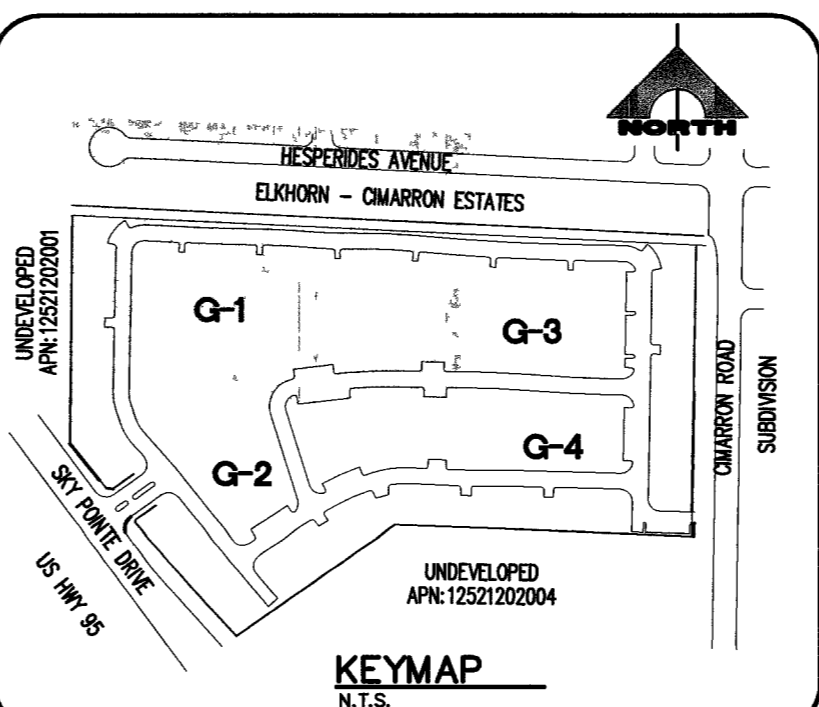 NORTH
HESPERIDES AVENUE
ELKHORN - CIMARRON ESTATES
UNDEVELOPED
APN:12521202001
G-1
G-3
CIMARRON ROAD
SUBDIVISION
G-2
G-4
SKY POINTE DRIVE
US HWY 95
UNDEVELOPED
APN:12521202004
KEYMAP
N.T.S.